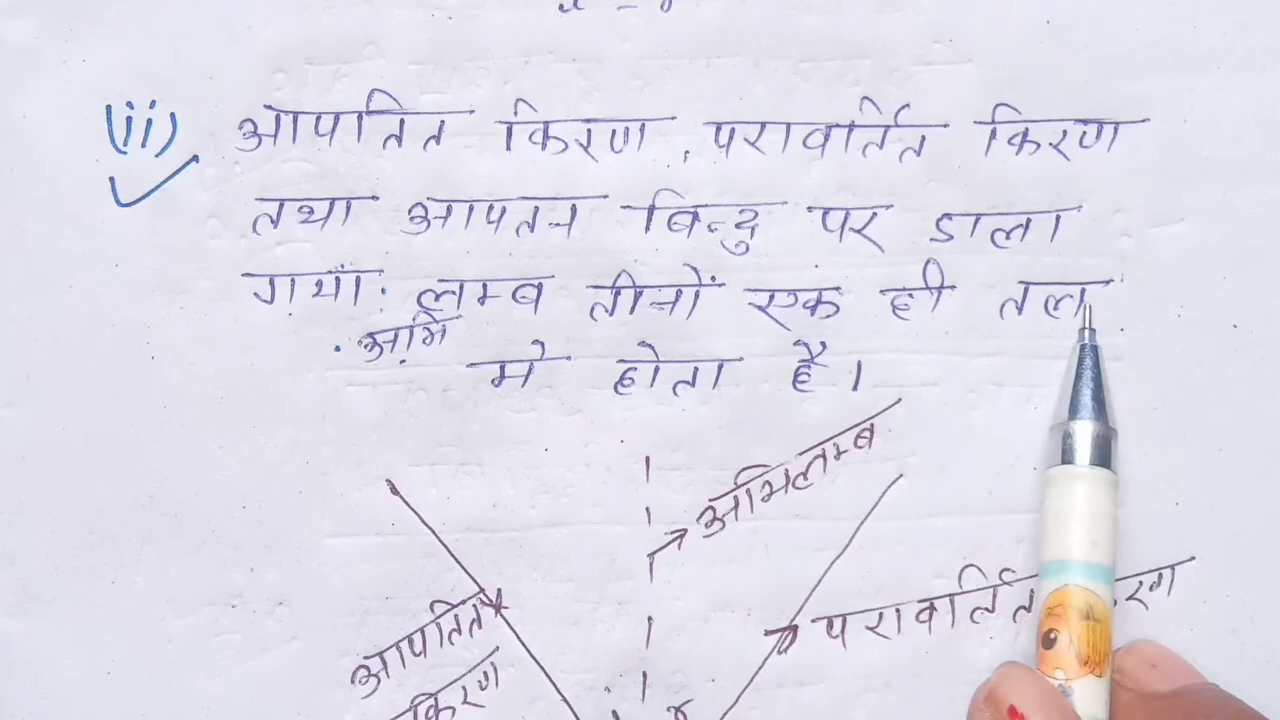 (ii) आपतित किरण, परावर्तित किरण
तथा आपतन बिन्दु पर डाला
गया लम्ब तीनों एक ही तल
अभि
मे होता है।
अभिलम्ब
आपतित
किरण
परावर्तित